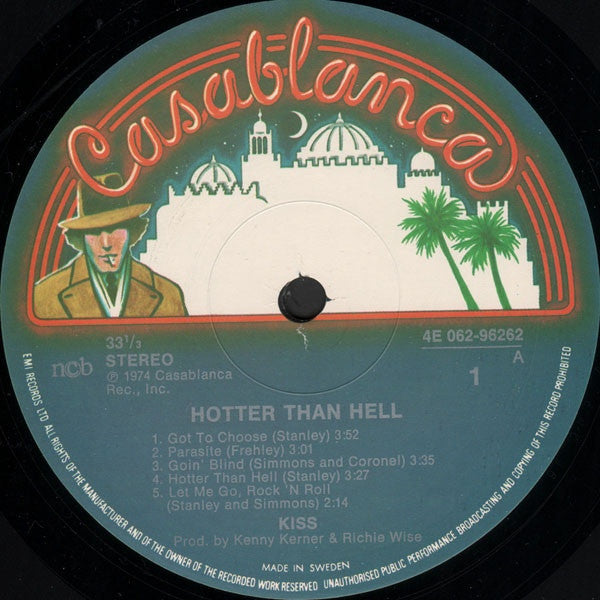 Casablanca
33 1/3
STEREO
ncb
℗ 1974 Casablanca
Rec., Inc.
4E 062-96262
A
1
HOTTER THAN HELL
1. Got To Choose (Stanley) 3:52
2. Parasite (Frehley) 3:01
3. Goin' Blind (Simmons and Coronel) 3:35
4. Hotter Than Hell (Stanley) 3:27
5. Let Me Go, Rock 'N Roll
(Stanley and Simmons) 2:14
KISS
Prod. by Kenny Kerner & Richie Wise
MADE IN SWEDEN
EMI RECORDS LTD ALL RIGHTS OF THE MANUFACTURER AND OF THE OWNER OF THE RECORDED WORK RESERVED UNAUTHORISED PUBLIC PERFORMANCE BROADCASTING AND COPYING OF THIS RECORD PROHIBITED